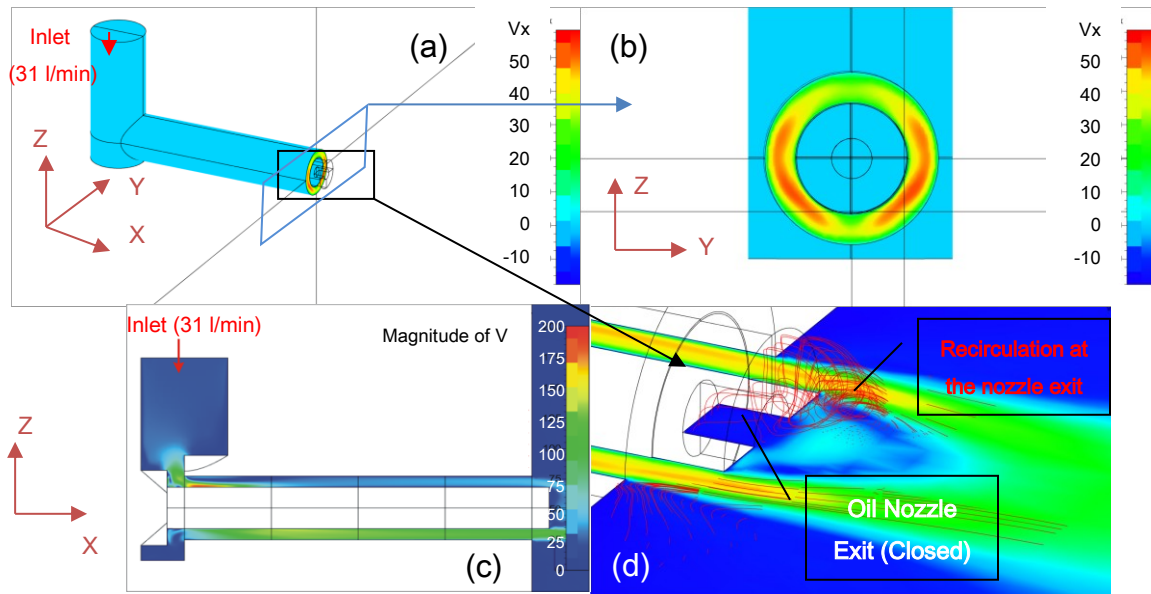 Inlet
(31 l/min)
(a)
Z
Y
X
Vx
50
40
30
20
10
0
-10
(b)
Z
Y
Vx
50
40
30
20
10
0
-10
Inlet (31 l/min)
Magnitude of V
200
175
150
125
100
75
50
25
0
Z
X
(c)
Recirculation at
the nozzle exit
Oil Nozzle
Exit (Closed)
(d)